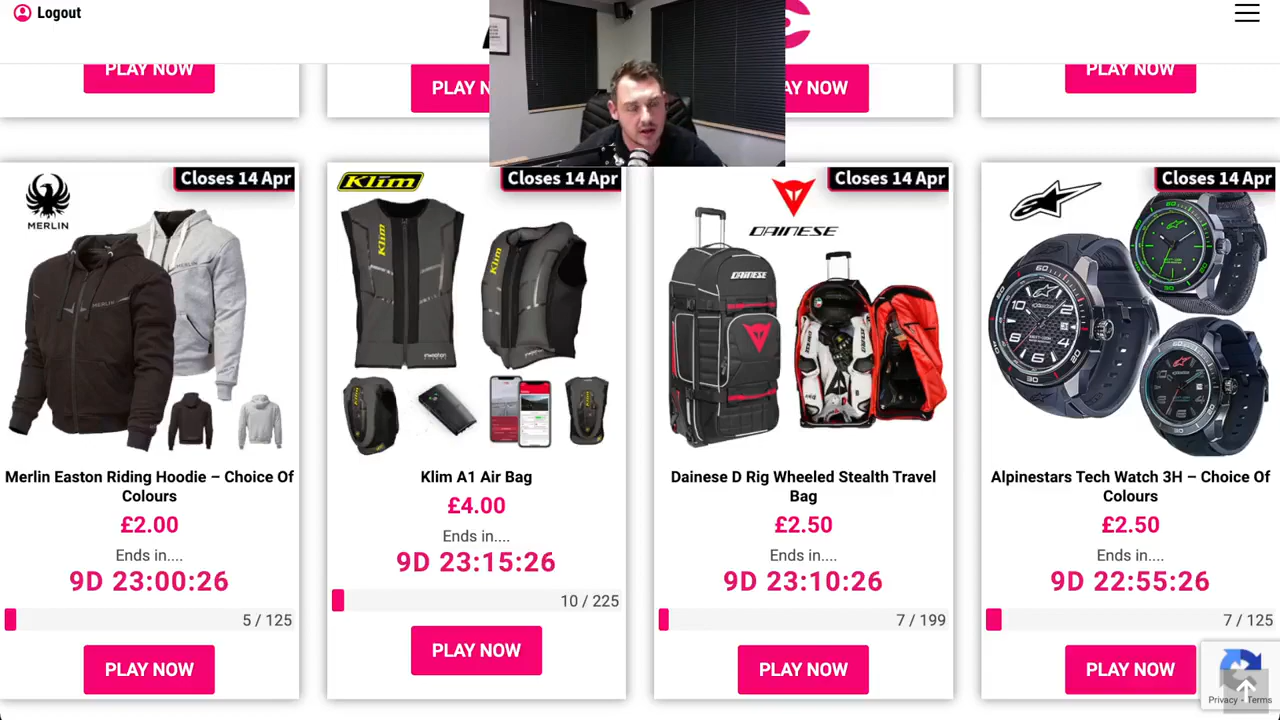 Logout
PLAY NOW
PLAY N
AY NOW
PLAY NOW
Closes 14 Apr
MERLIN
Merlin Easton Riding Hoodie – Choice Of
Colours
£2.00
Ends in....
9D 23:00:26
5 / 125
PLAY NOW
Closes 14 Apr
Klim
Klim
Klim
Klim A1 Air Bag
£4.00
Ends in....
9D 23:15:26
10 / 225
PLAY NOW
Closes 14 Apr
DAINESE
DAINESE
Dainese D Rig Wheeled Stealth Travel
Bag
£2.50
Ends in....
9D 23:10:26
7 / 199
PLAY NOW
Closes 14 Apr
Alpinestars Tech Watch 3H – Choice Of
Colours
£2.50
Ends in....
9D 22:55:26
7 / 125
PLAY NOW
Privacy - Terms